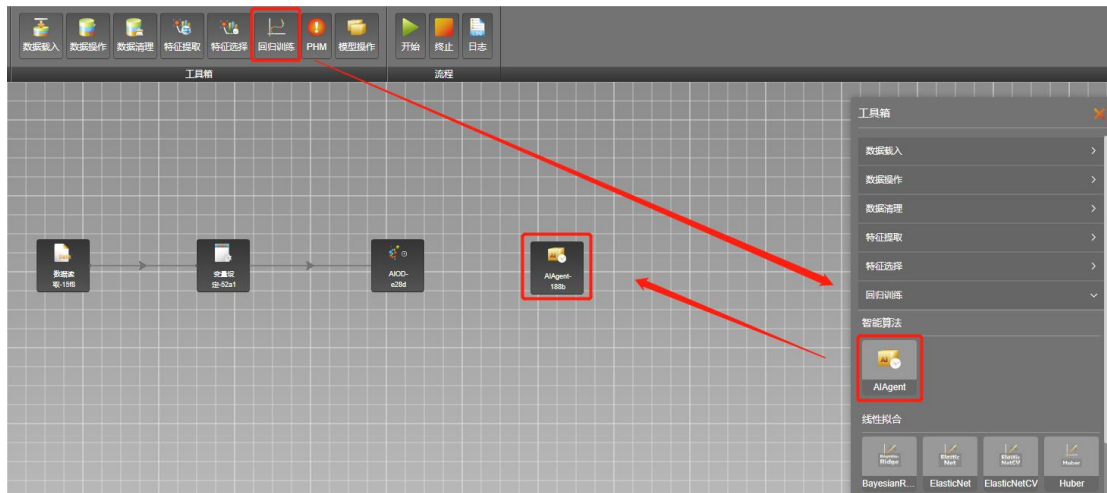 数据载入 数据操作 数据清理 特征提取 特征选择 回归训练 PHM 模型操作 开始 终止 日志
工具箱 流程
工具箱
数据载入
数据操作
数据清理
特征提取
特征选择
回归训练
智能算法
AI
AIAgent
线性拟合
Ridge
Elastic
Net
Elastic
NetCV
Huber
BayesianR... ElasticNet ElasticNetCV Huber
数据读
取-15f8
变量设
定-52a1
AIOD-
e28d
AIAgent-
188b